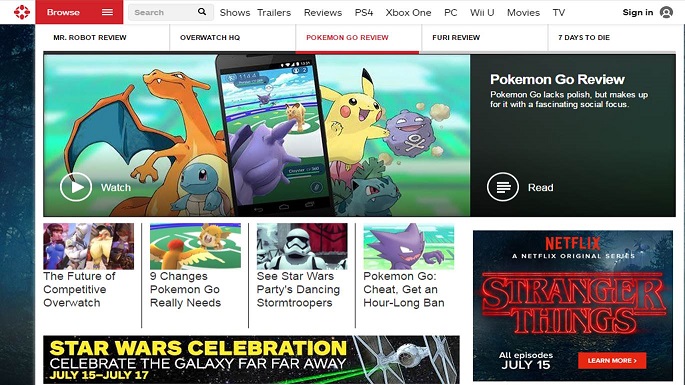 Browse
Search
Shows Trailers Reviews PS4 Xbox One PC Wii U Movies TV
Sign in
MR. ROBOT REVIEW
OVERWATCH HQ
POKEMON GO REVIEW
FURI REVIEW
7 DAYS TO DIE
Pokemon Go Review
Pokemon Go lacks polish, but makes up
for it with a fascinating social focus.
Watch
Read
The Future of
Competitive
Overwatch
9 Changes
Pokemon Go
Really Needs
See Star Wars
Party's Dancing
Stormtroopers
Pokemon Go:
Cheat, Get an
Hour-Long Ban
NETFLIX
A NETFLIX ORIGINAL SERIES
STRANGER
THINGS
All episodes
JULY 15
LEARN MORE >
STAR WARS CELEBRATION
CELEBRATE THE GALAXY FAR FAR AWAY
JULY 15–JULY 17